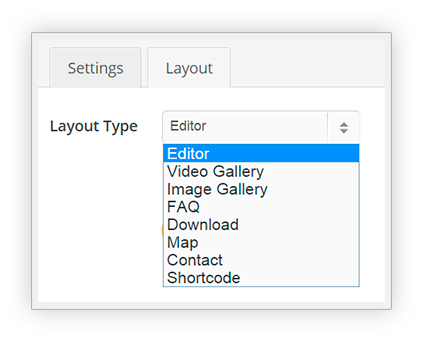 Settings Layout
Layout Type Editor
Editor
Video Gallery
Image Gallery
FAQ
Download
Map
Contact
Shortcode